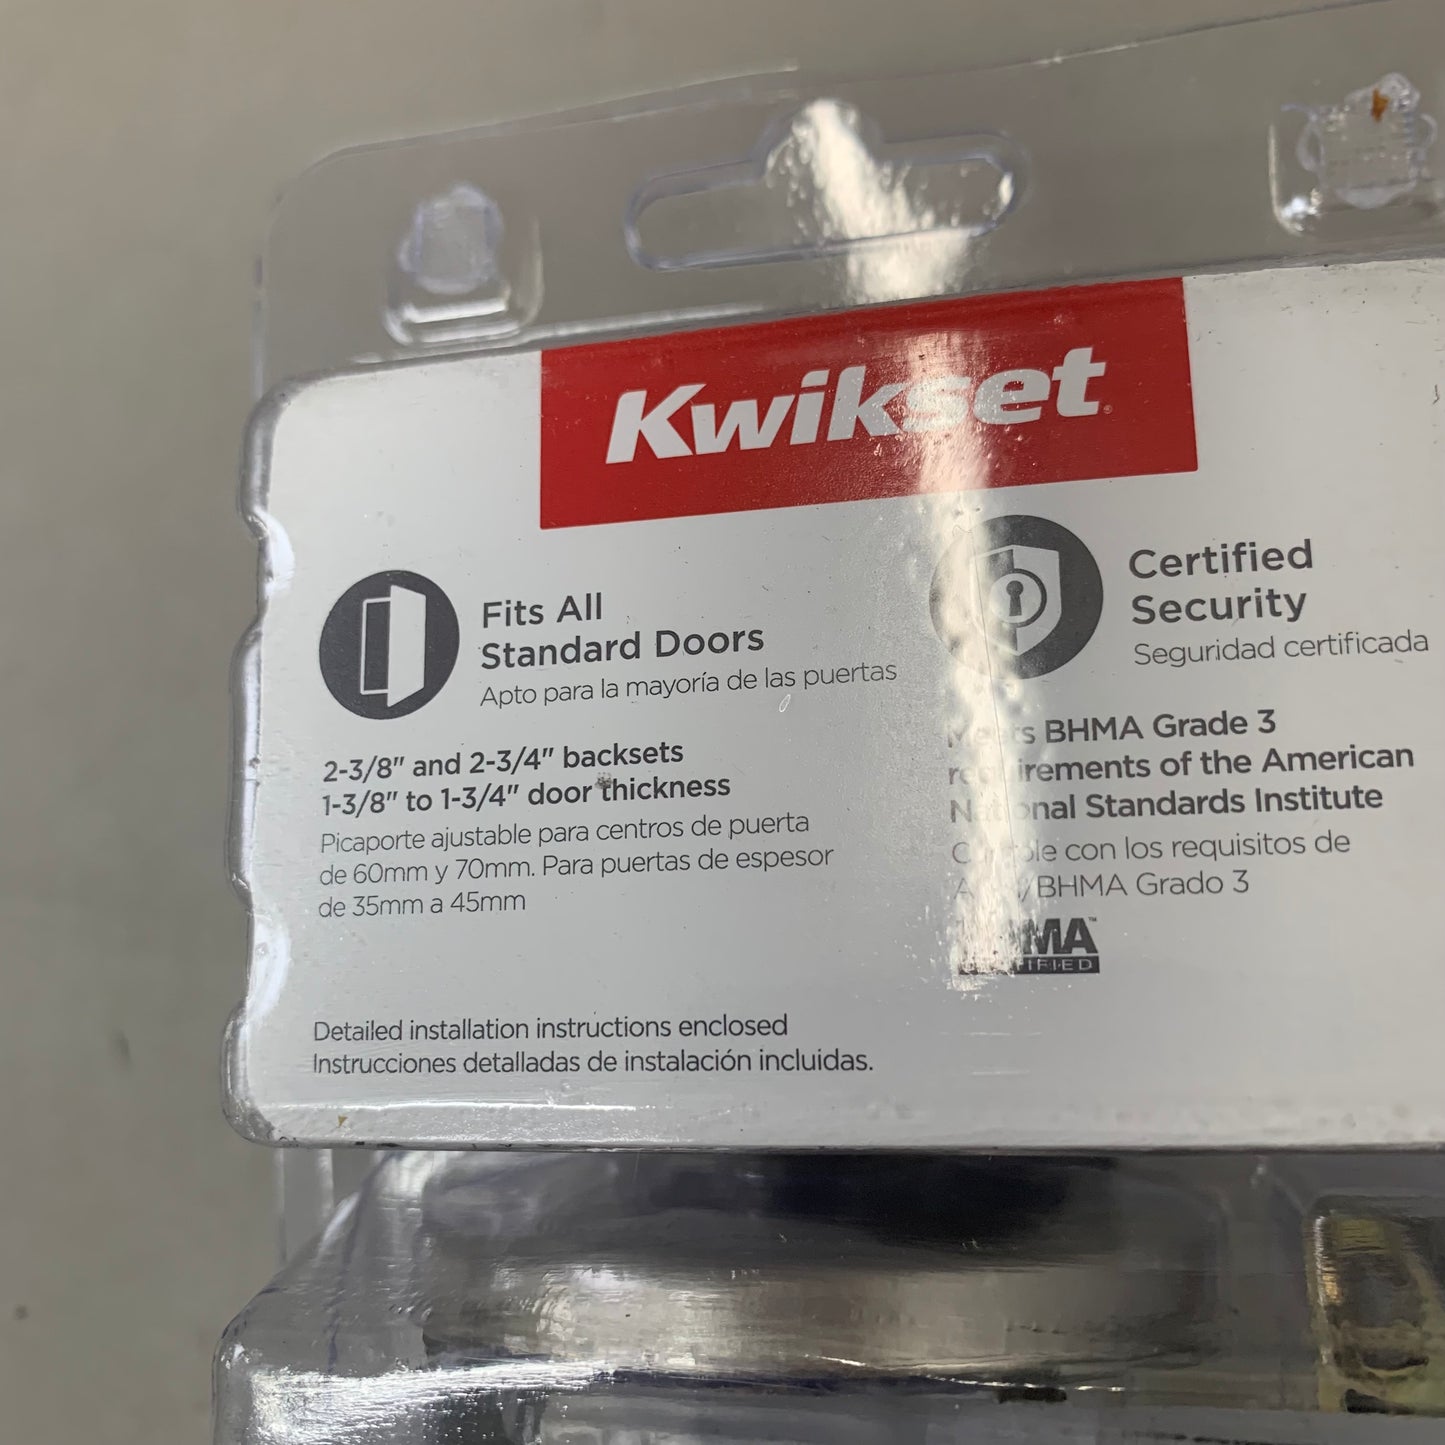 Kwikset
Fits All
Standard Doors
Apto para la mayoría de las puertas
2-3/8" and 2-3/4" backsets
1-3/8" to 1-3/4" door thickness
Picaporte ajustable para centros de puerta
de 60mm y 70mm. Para puertas de espesor
de 35mm a 45mm
Certified
Security
Seguridad certificada
BHMA Grade 3
requirements of the American
National Standards Institute
con los requisitos de
BHMA Grado 3
Detailed installation instructions enclosed
Instrucciones detalladas de instalación incluidas.